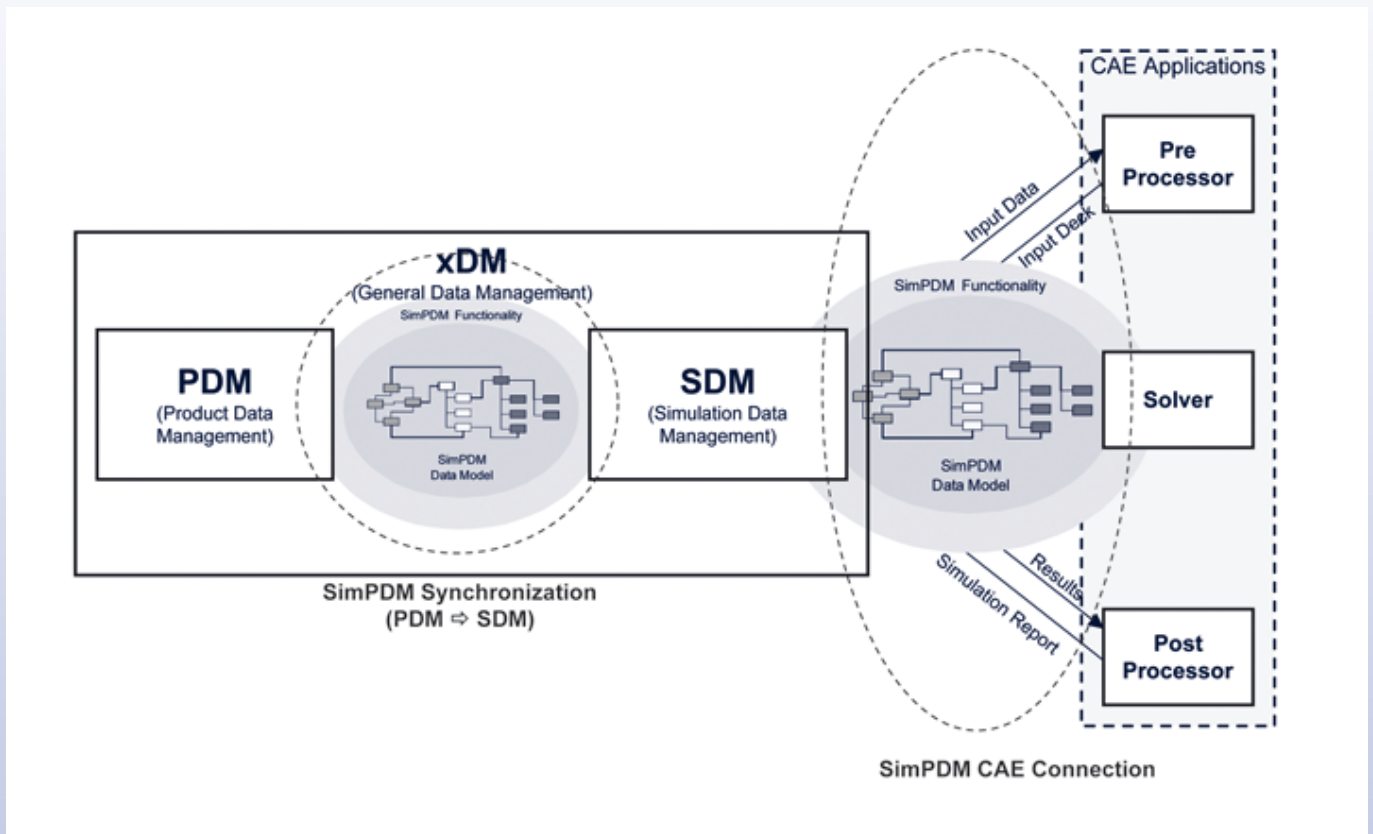 CAE Applications
Pre
Processor
Input Data
Input Deck
xDM
(General Data Management)
SimPDM Functionality
SimPDM Functionality
PDM
(Product Data
Management)
SimPDM
Data Model
SDM
(Simulation Data
Management)
SimPDM
Data Model
Solver
Results
Simulation Report
Post
Processor
SimPDM Synchronization
(PDM ⇨ SDM)
SimPDM CAE Connection